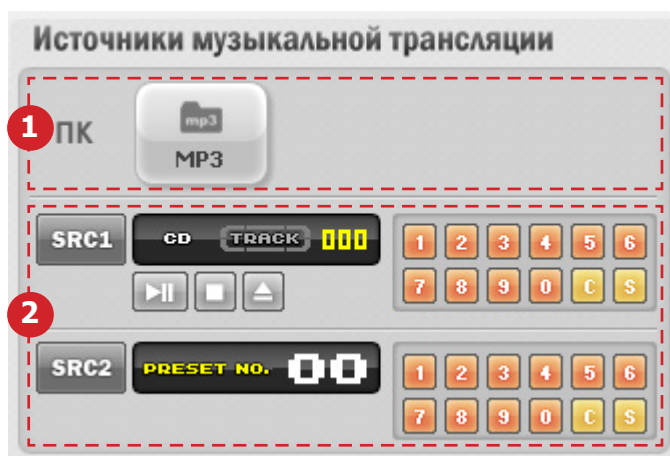 Источники музыкальной трансляции
1
ПК
mp3
MP3
2
SRC1
CD TRACK 000
1 2 3 4 5 6
7 8 9 0 C S
SRC2
PRESET NO. 00
1 2 3 4 5 6
7 8 9 0 C S